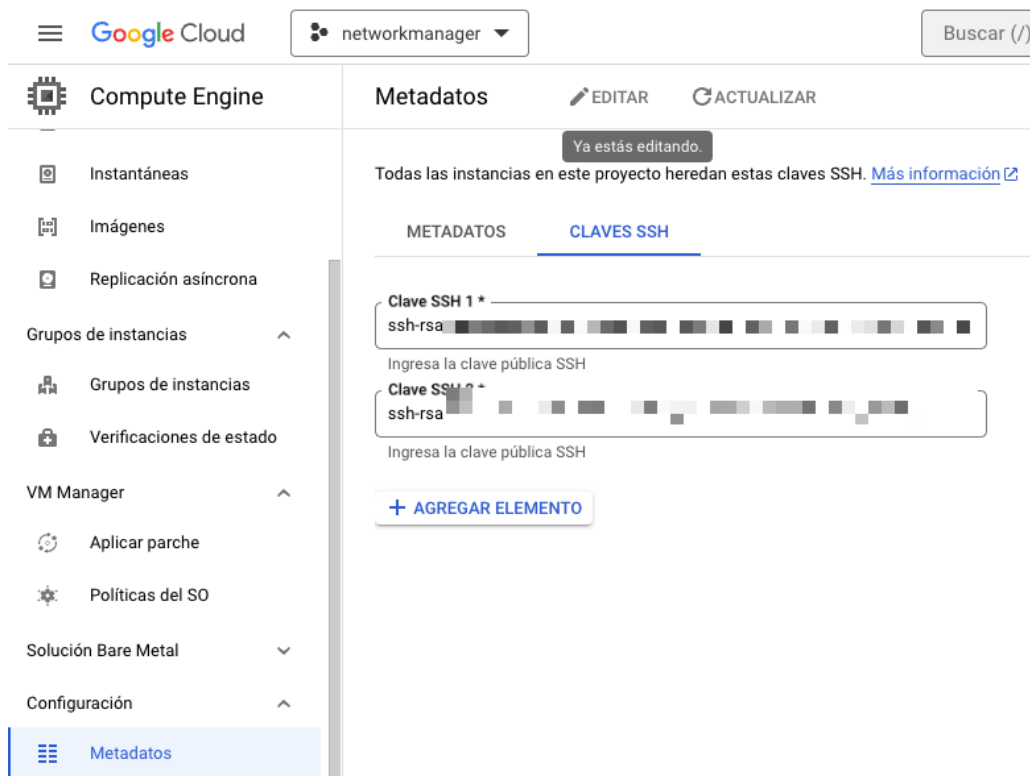 Google Cloud
networkmanager
Buscar (/)
Compute Engine
Instantáneas
Imágenes
Replicación asíncrona
Grupos de instancias
Grupos de instancias
Verificaciones de estado
VM Manager
Aplicar parche
Políticas del SO
Solución Bare Metal
Configuración
Metadatos
Metadatos
EDITAR
ACTUALIZAR
Ya estás editando.
Todas las instancias en este proyecto heredan estas claves SSH. Más información
METADATOS
CLAVES SSH
Clave SSH 1 *
ssh-rsa
Ingresa la clave pública SSH
Clave SSH 2 *
ssh-rsa
Ingresa la clave pública SSH
+ AGREGAR ELEMENTO